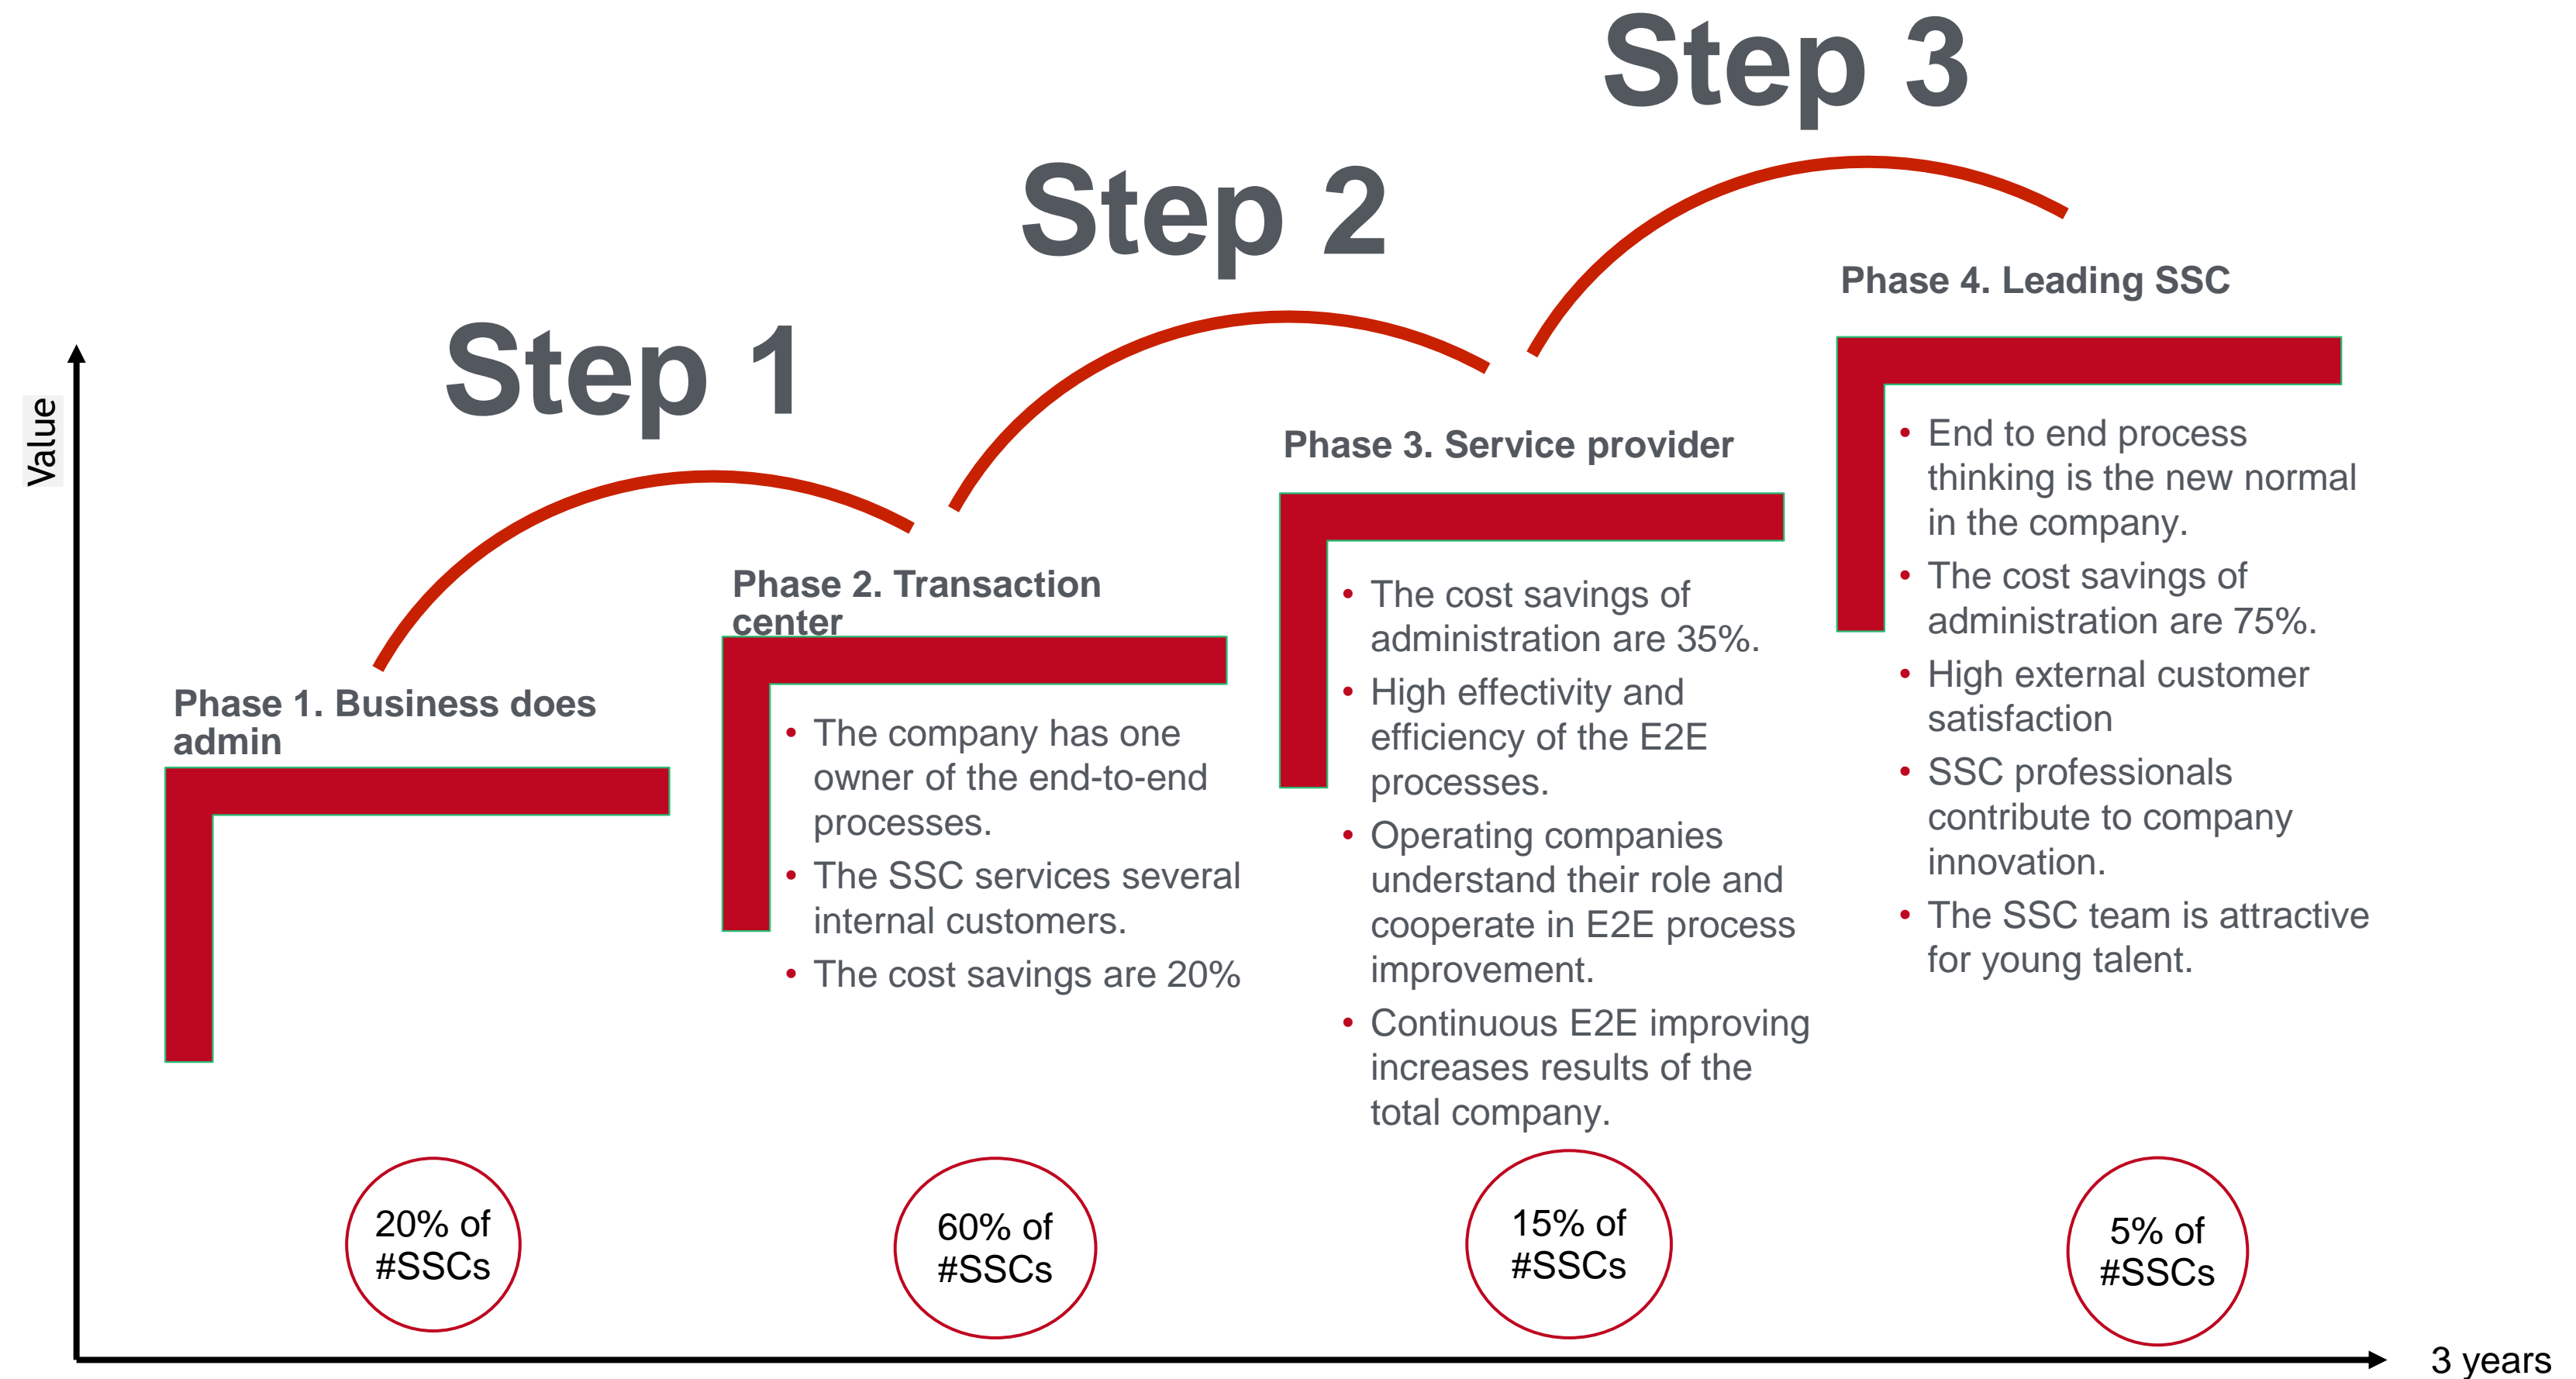 Step 3
Step 2
Step 1
Value
Phase 1. Business does
admin
Phase 2. Transaction
center
• The company has one
owner of the end-to-end
processes.
• The SSC services several
internal customers.
• The cost savings are 20%
Phase 3. Service provider
• The cost savings of
administration are 35%.
• High effectivity and
efficiency of the E2E
processes.
• Operating companies
understand their role and
cooperate in E2E process
improvement.
• Continuous E2E improving
increases results of the
total company.
Phase 4. Leading SSC
• End to end process
thinking is the new normal
in the company.
• The cost savings of
administration are 75%.
• High external customer
satisfaction
• SSC professionals
contribute to company
innovation.
• The SSC team is attractive
for young talent.
20% of
#SSCs
60% of
#SSCs
15% of
#SSCs
5% of
#SSCs
3 years